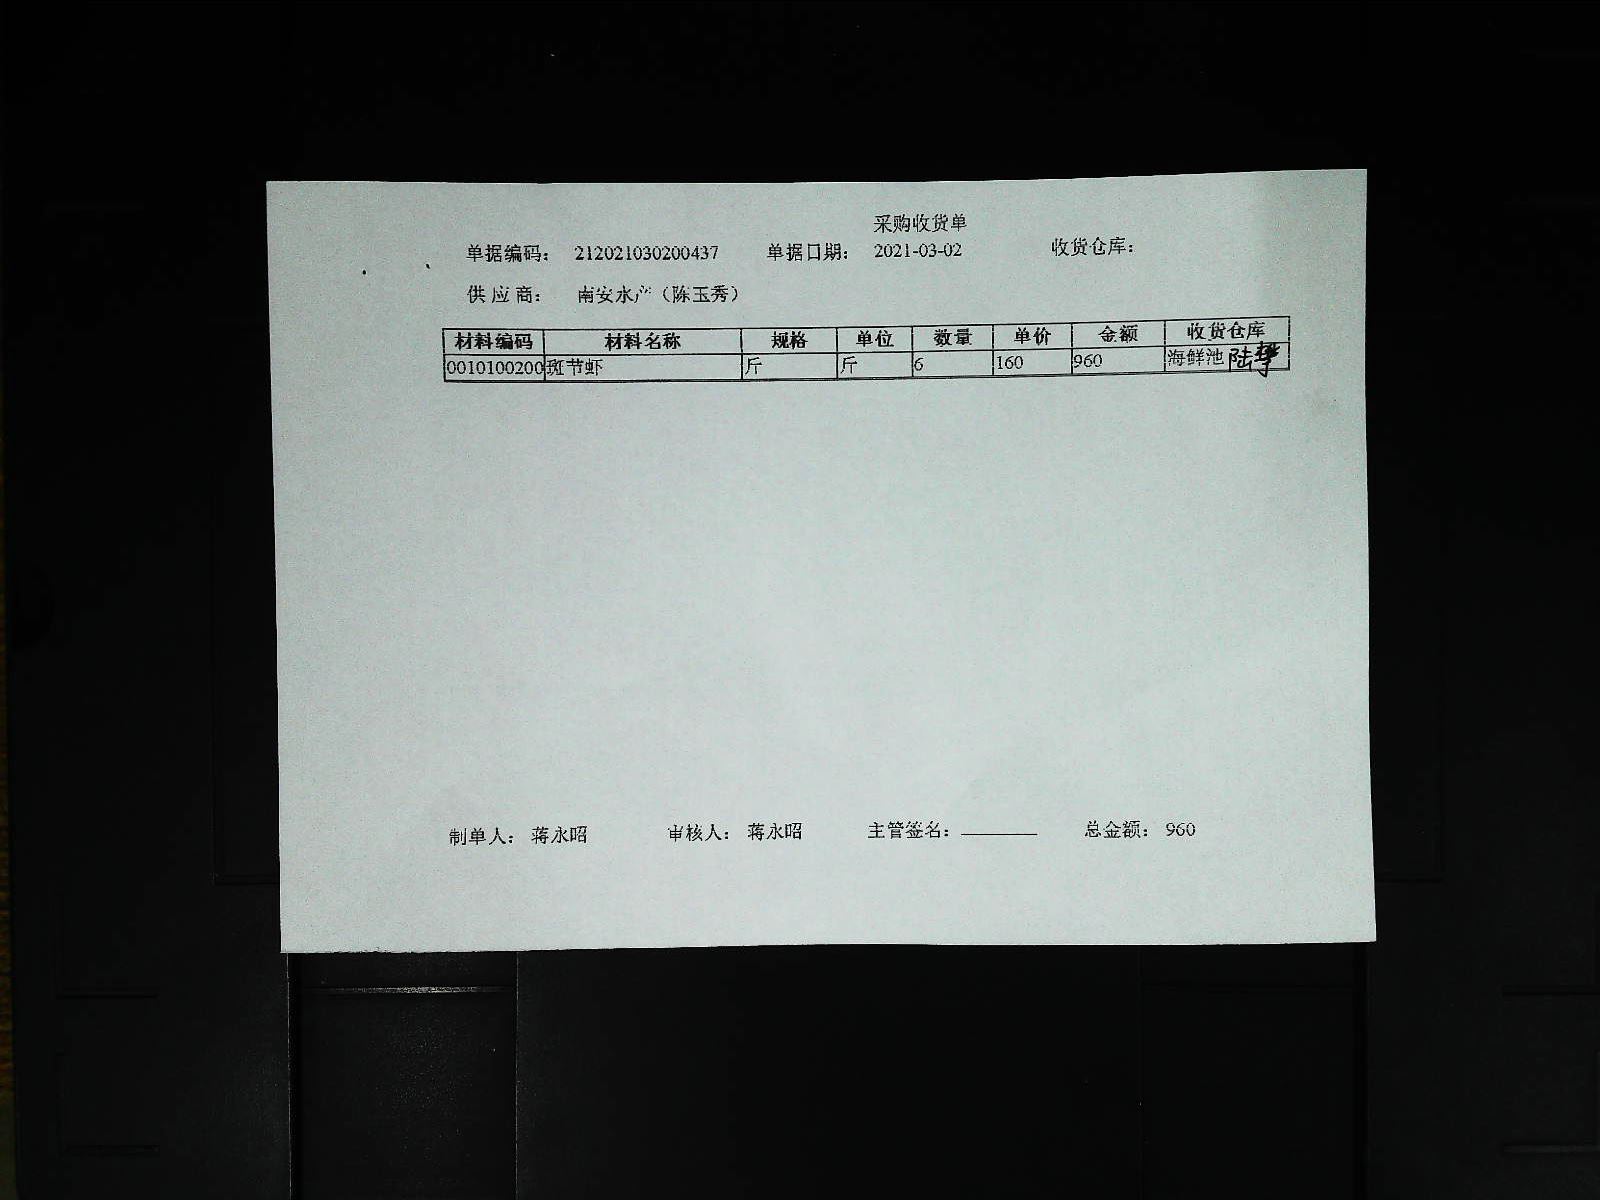 采购收货单
单据编码: 212021030200437 单据日期: 2021-03-02 收货仓库:
供应商: 南安水产(陈玉秀)
材料编码 材料名称 规格 单位 数量 单价 金额 收货仓库
0010100200 斑节虾 斤 斤 6 160 960 海鲜池
制单人: 蒋永昭 审核人: 蒋永昭 主管签名: 总金额: 960